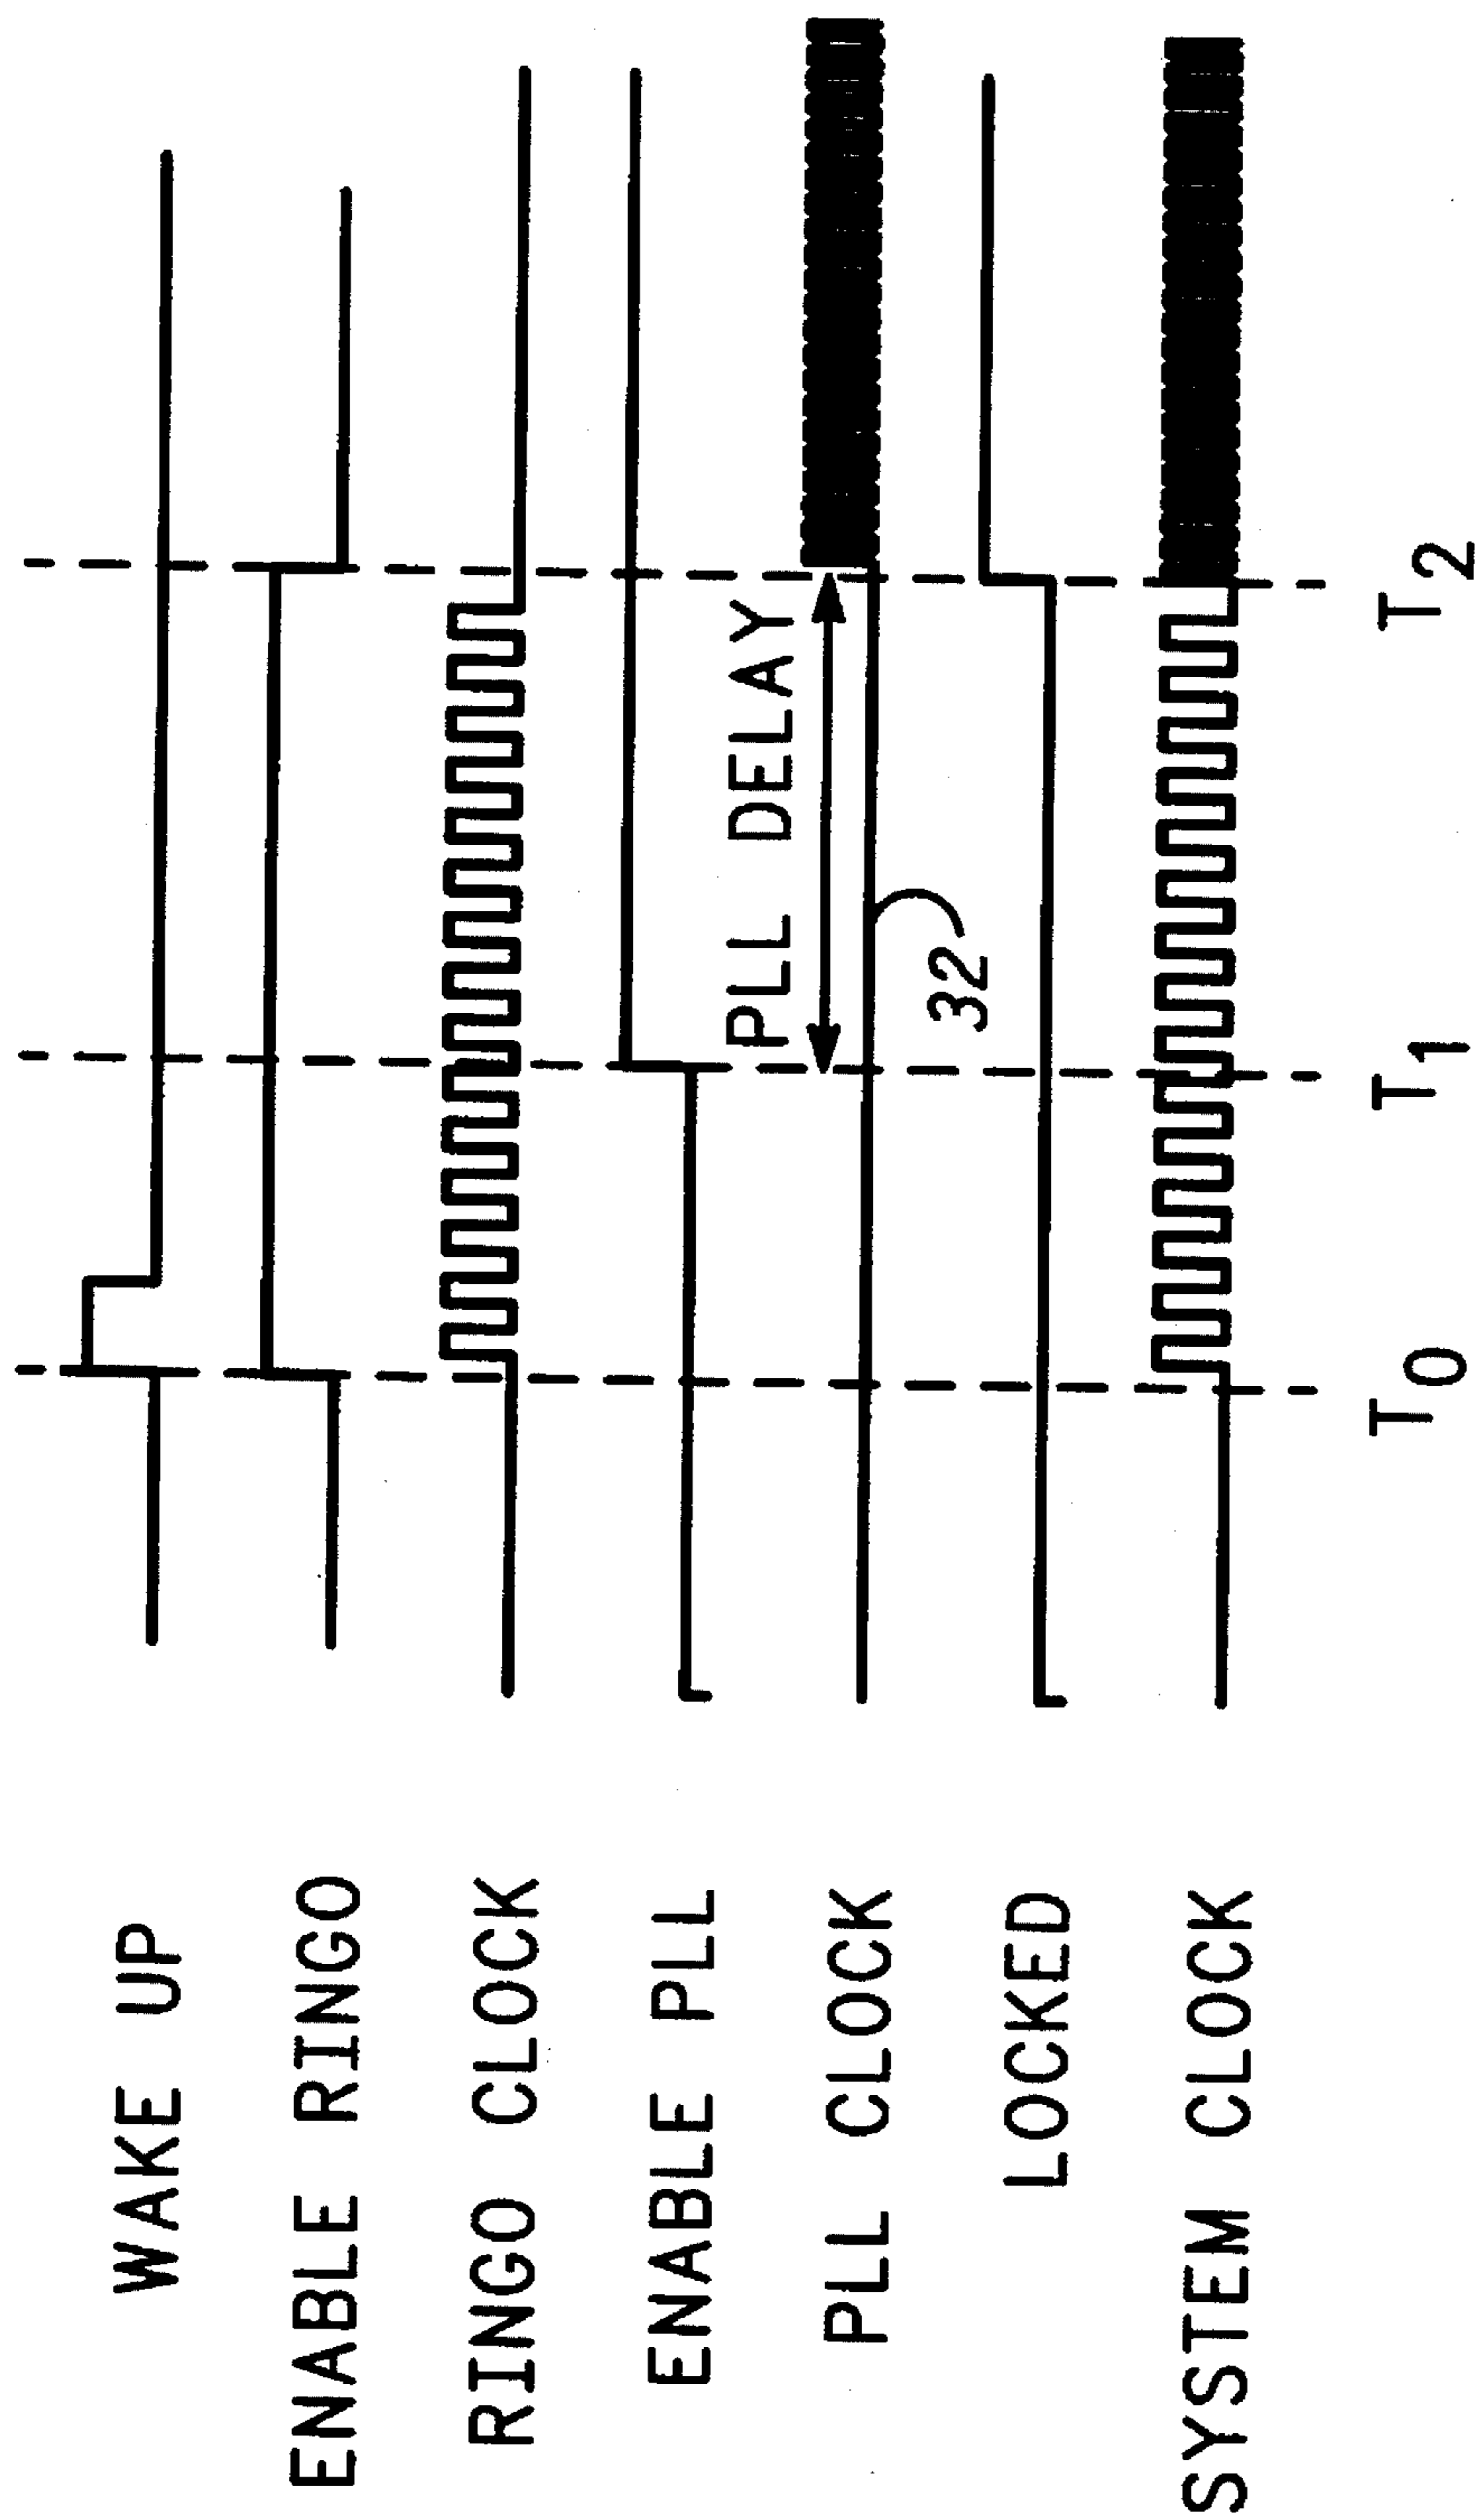 WAKE UP
ENABLE RINGO
RINGO CLOCK
ENABLE PLL
PLL DELAY
PLL CLOCK
32
LOCKED
SYSTEM CLOCK
T0
T1
T2